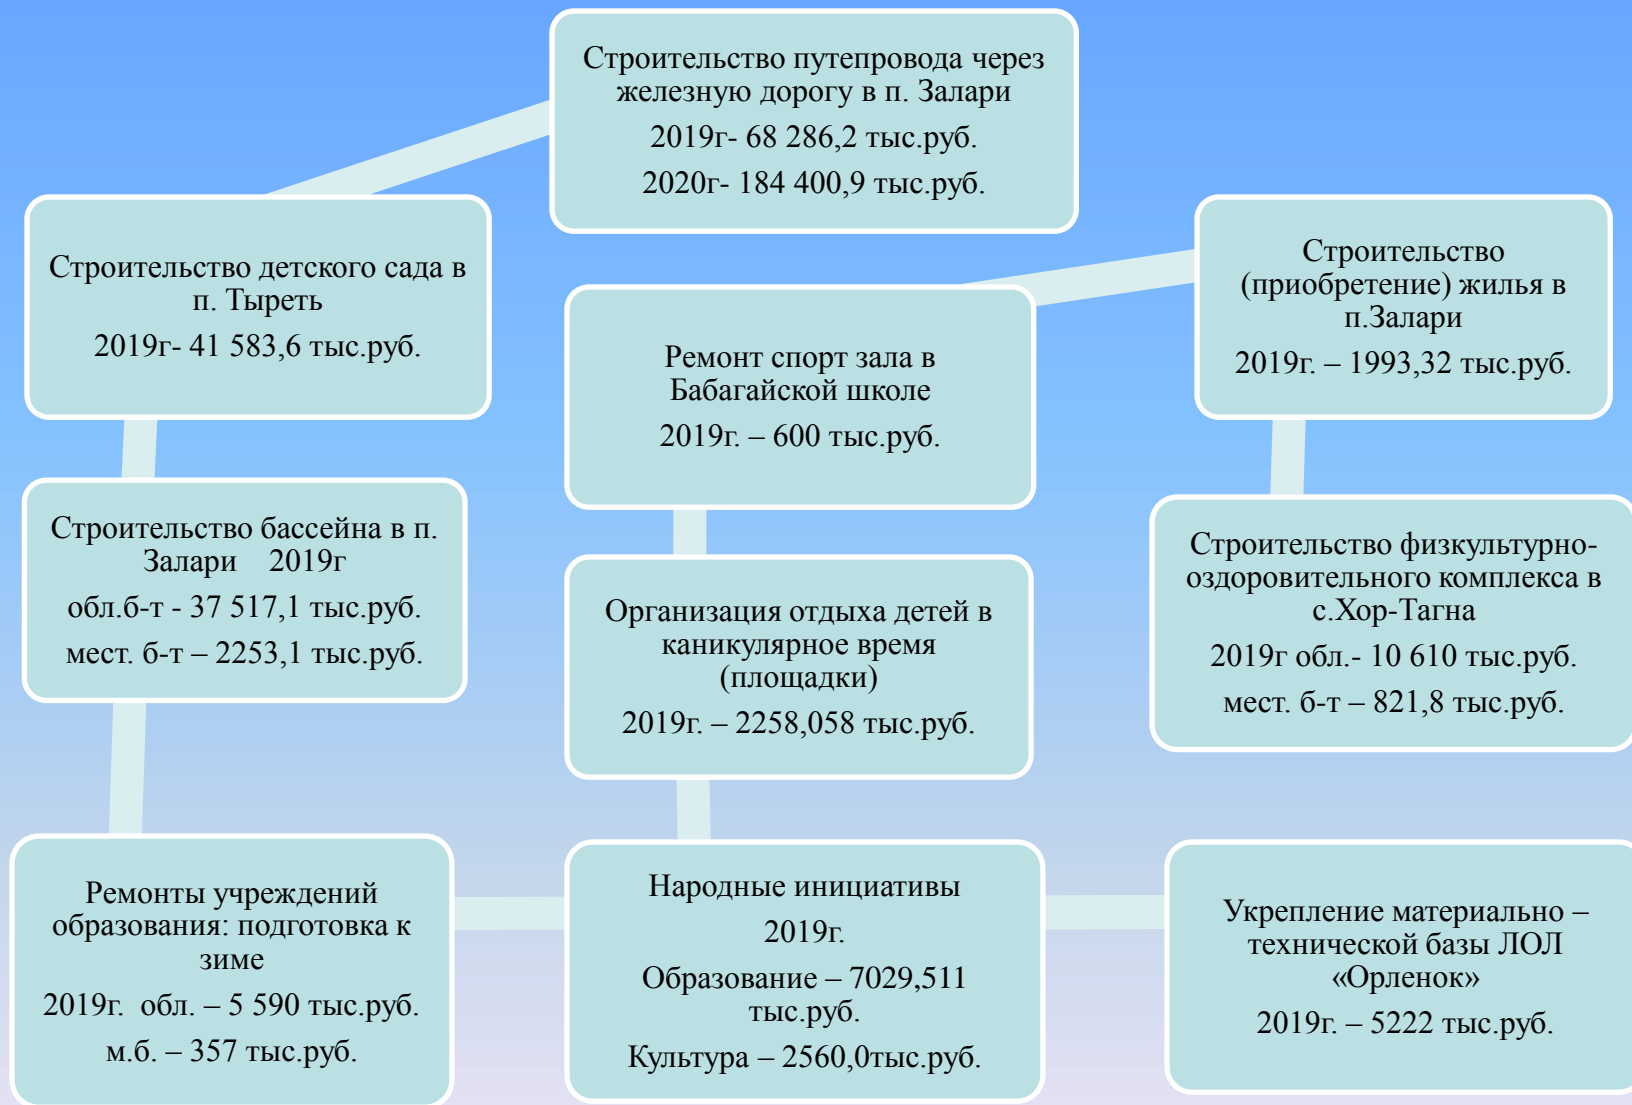 Строительство путепровода через
железную дорогу в п. Залари
2019г- 68 286,2 тыс.руб.
2020г- 184 400,9 тыс.руб.
Строительство детского сада в
п. Тыреть
2019г- 41 583,6 тыс.руб.
Строительство бассейна в п.
Залари 2019г
обл.б-т - 37 517,1 тыс.руб.
мест. б-т – 2253,1 тыс.руб.
Ремонты учреждений
образования: подготовка к
зиме
2019г. обл. – 5 590 тыс.руб.
м.б. – 357 тыс.руб.
Народные инициативы
2019г.
Образование – 7029,511
тыс.руб.
Культура – 2560,0тыс.руб.
Организация отдыха детей в
каникулярное время
(площадки)
2019г. – 2258,058 тыс.руб.
Ремонт спорт зала в
Бабагайской школе
2019г. – 600 тыс.руб.
Строительство
(приобретение) жилья в
п.Залари
2019г. – 1993,32 тыс.руб.
Строительство физкультурно-
оздоровительного комплекса в
с.Хор-Тагна
2019г обл.- 10 610 тыс.руб.
мест. б-т – 821,8 тыс.руб.
Укрепление материально –
технической базы ЛОЛ
«Орленок»
2019г. – 5222 тыс.руб.